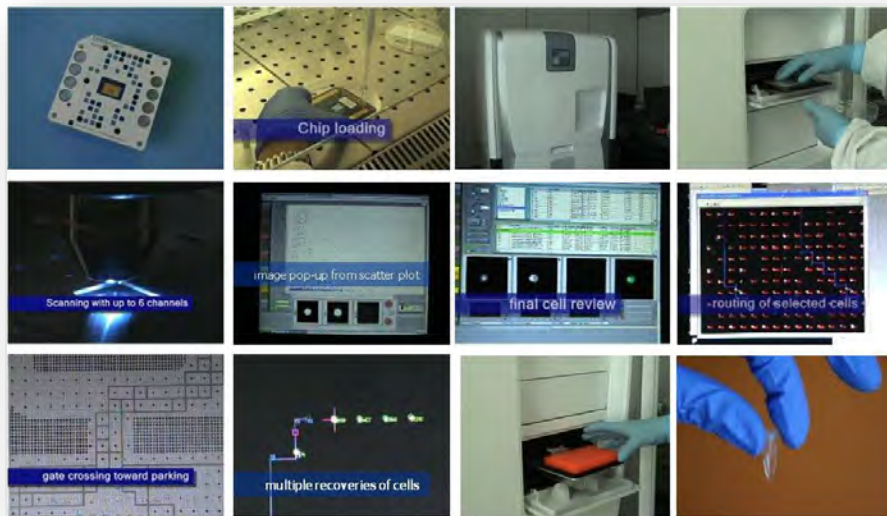 Chip loading
Scanning with up to 6 channels
image pop-up from scatter plot
final cell review
routing of selected cells
gate crossing toward parking
multiple recoveries of cells